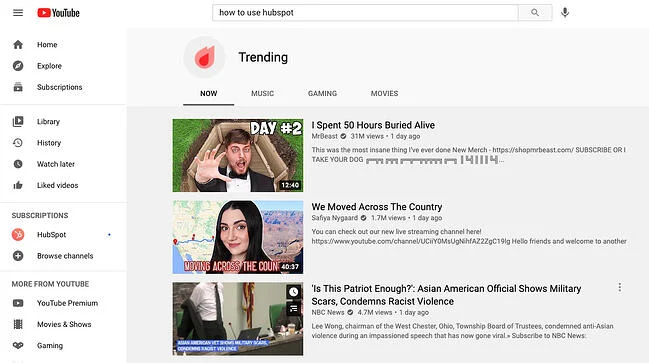 YouTube
how to use hubspot
Home
Explore
Subscriptions
Library
History
Watch later
Liked videos
SUBSCRIPTIONS
HubSpot
Browse channels
MORE FROM YOUTUBE
YouTube Premium
Movies & Shows
Gaming
Trending
NOW MUSIC GAMING MOVIES
DAY #2
12:40
I Spent 50 Hours Buried Alive
MrBeast 31M views • 1 day ago
This was the most insane thing I've ever done New Merch - https://shopmrbeast.com/ SUBSCRIBE OR I
TAKE YOUR DOG
MOVING ACROSS THE COUN
40:37
We Moved Across The Country
Safiya Nygaard 1.7M views • 1 day ago
You can check out our new live streaming channel here!
Hello friends and welcome to another
ASIAN AMERICAN VET SHOWS MILITARY SCARS,
CONDEMNS RACIST VIOLENCE
'Is This Patriot Enough?': Asian American Official Shows Military
Scars, Condemns Racist Violence
NBC News 4.7M views • 1 day ago
Lee Wong, chairman of the West Chester, Ohio, Township Board of Trustees, condemned anti-Asian
violence during an impassioned speech that has now gone viral.» Subscribe to NBC News: